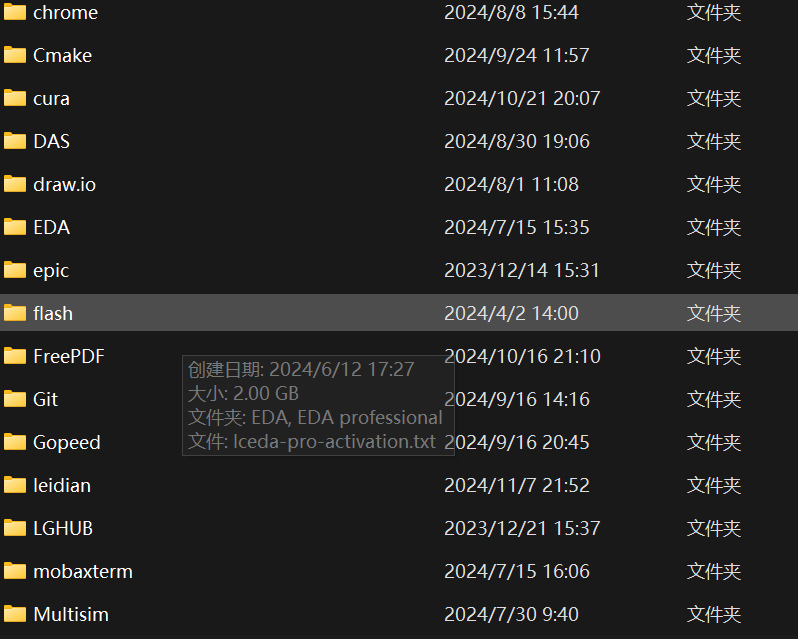 chrome 2024/8/8 15:44 文件夹
Cmake 2024/9/24 11:57 文件夹
cura 2024/10/21 20:07 文件夹
DAS 2024/8/30 19:06 文件夹
draw.io 2024/8/1 11:08 文件夹
EDA 2024/7/15 15:35 文件夹
epic 2023/12/14 15:31 文件夹
flash 2024/4/2 14:00 文件夹
FreePDF 2024/10/16 21:10 文件夹
创建日期: 2024/6/12 17:27
大小: 2.00 GB
Git 2024/9/16 14:16 文件夹
文件夹: EDA, EDA professional
文件: lceda-pro-activation.txt
Gopeed 2024/9/16 20:45 文件夹
leidian 2024/11/7 21:52 文件夹
LGHUB 2023/12/21 15:37 文件夹
mobaxterm 2024/7/15 16:06 文件夹
Multisim 2024/7/30 9:40 文件夹